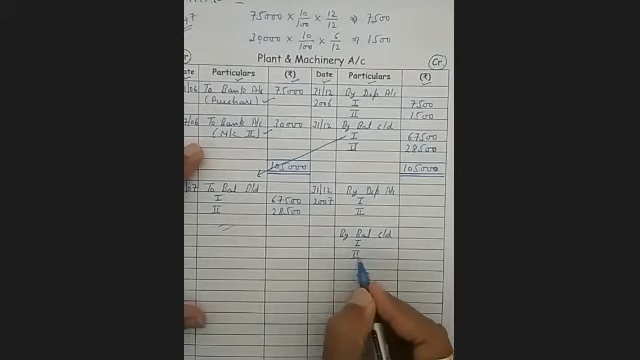 75000 × 10/100 × 12/12 ⇒ 7500
30000 × 10/100 × 6/12 ⇒ 1500
Plant & Machinery A/c Cr.
Particulars (₹) Date Particulars (₹)
To Bank A/c 75000 31/12 By Dep A/c
(Purchase) 2006 I 7500
II 1500
To Bank A/c 30000 31/12 By Bal c/d
(M/C II) I 67500
II 28500
105000 105000
To Bal b/d 31/12 By Dep A/c
I 67500 2007 I
II 28500 II
By Bal c/d
I
II